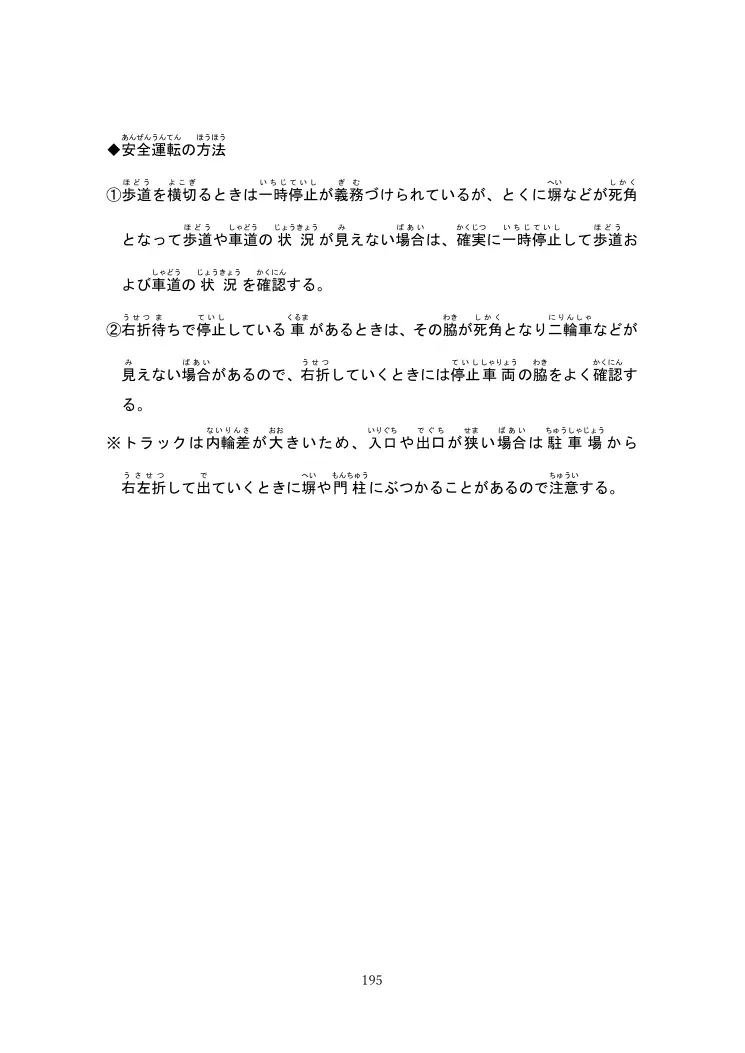 ◆安全運転の方法
①歩道を横切るときは一時停止が義務づけられているが、とくに塀などが死角
となって歩道や車道の状況が見えない場合は、確実に一時停止して歩道お
よび車道の状況を確認する。
②右折待ちで停止している車があるときは、その脇が死角となり二輪車などが
見えない場合があるので、右折していくときには停止車両の脇をよく確認す
る。
※トラックは内輪差が大きいため、入口や出口が狭い場合は駐車場から
右左折して出ていくときに塀や門柱にぶつかることがあるので注意する。
195